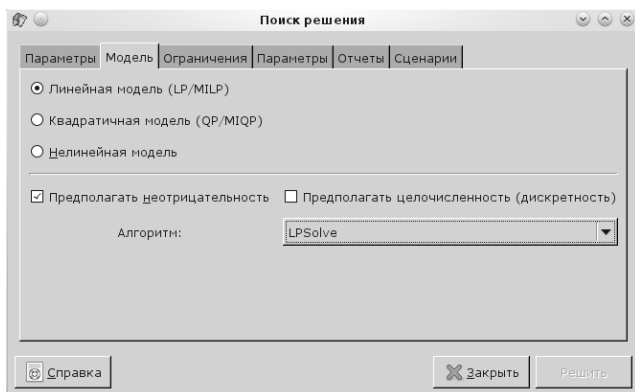 Поиск решения
Параметры Модель Ограничения Параметры Отчеты Сценарии
Линейная модель (LP/MILP)
Квадратичная модель (QP/MIQP)
Нелинейная модель
Предполагать неотрицательность Предполагать целочисленность (дискретность)
Алгоритм: LPSolve
Справка Закрыть Решить